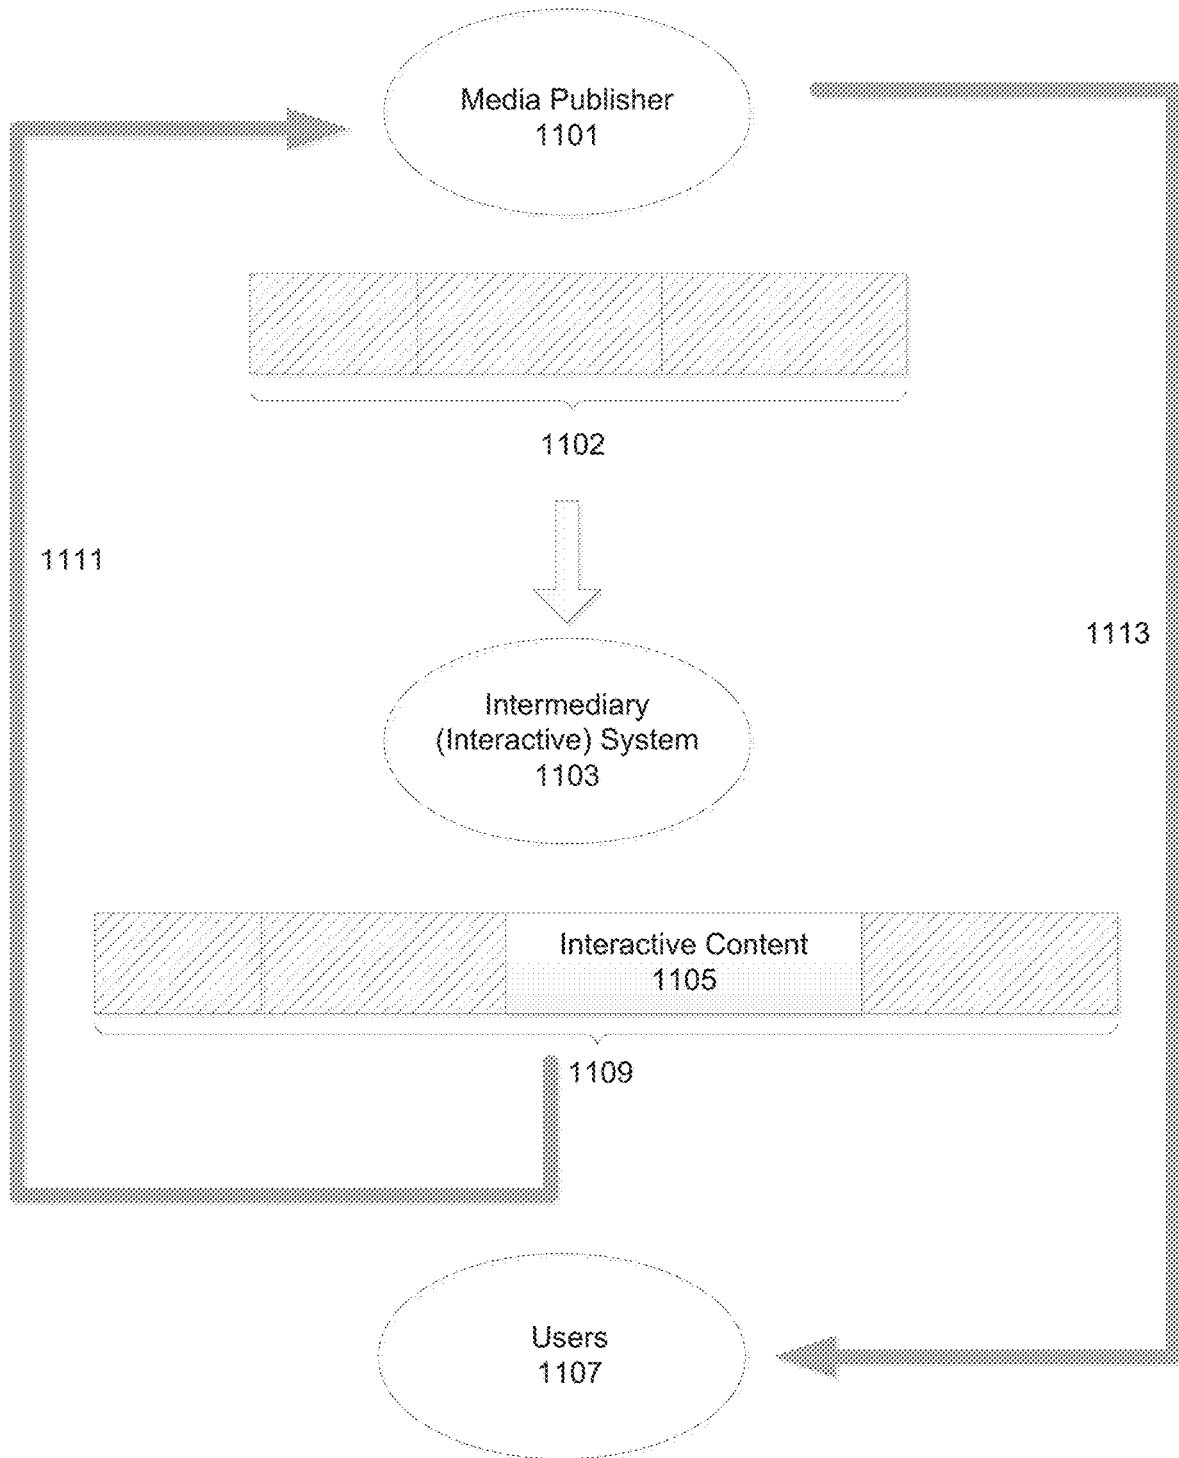 Media Publisher
1101
1102
1111
1113
Intermediary
(Interactive) System
1103
Interactive Content
1105
1109
Users
1107